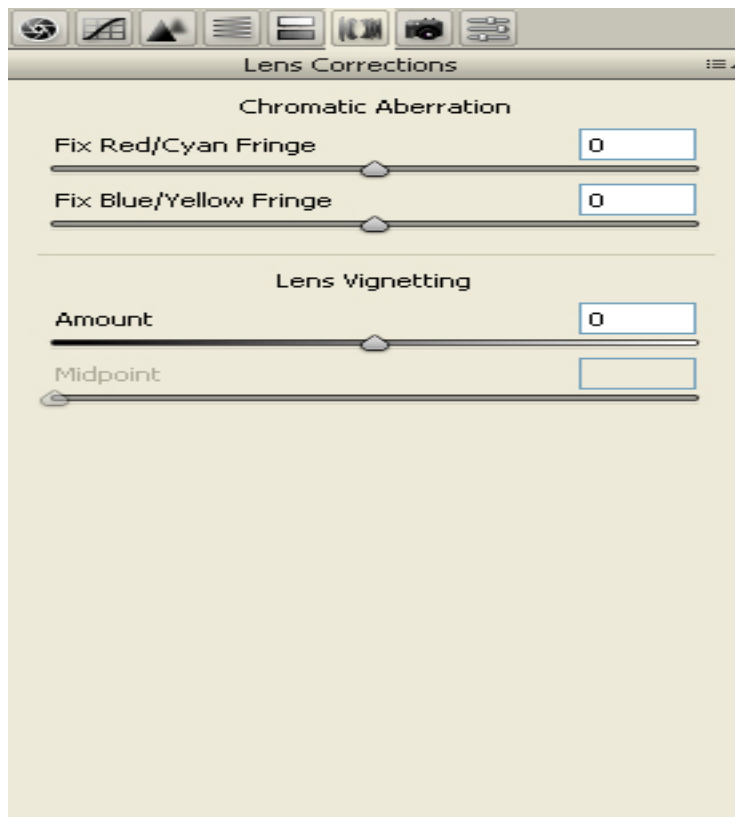 Lens Corrections
Chromatic Aberration
Fix Red/Cyan Fringe 0
Fix Blue/Yellow Fringe 0
Lens Vignetting
Amount 0
Midpoint